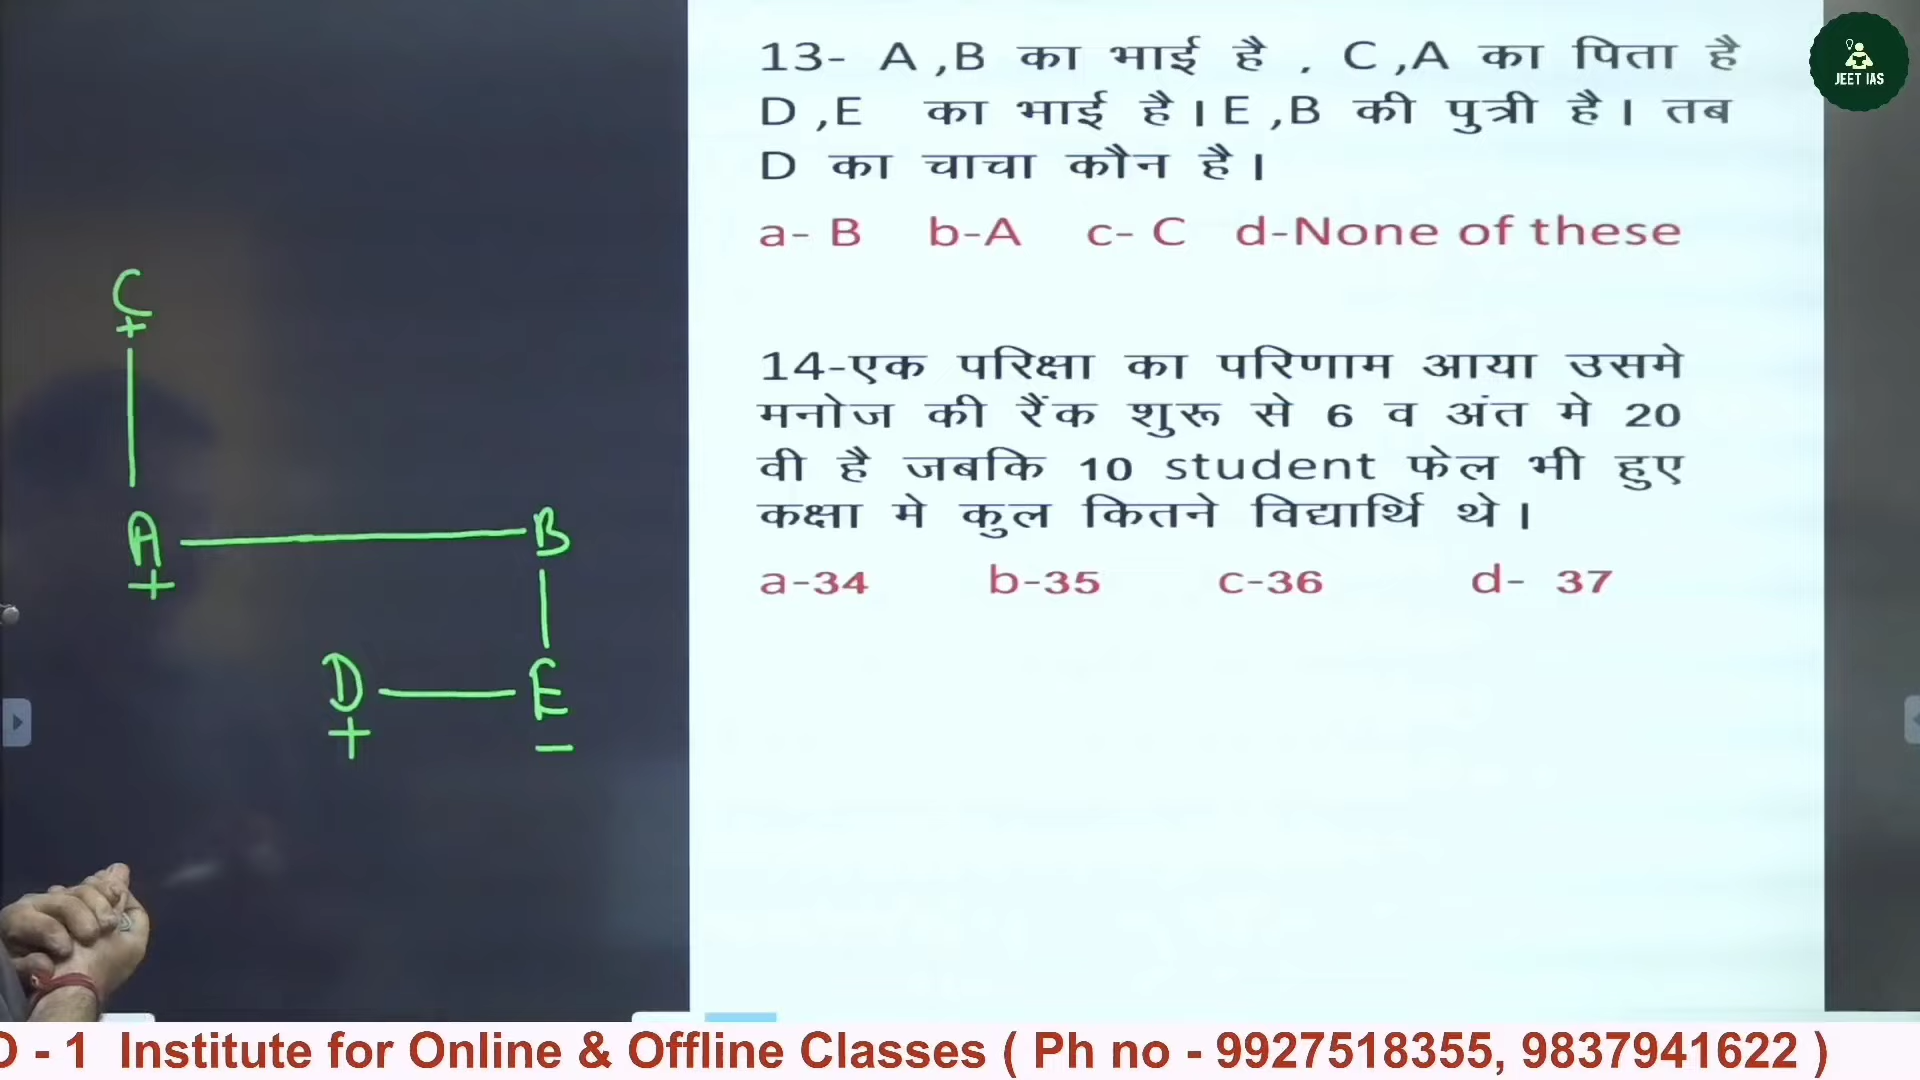 13- A ,B का भाई है . C ,A का पिता है
D ,E का भाई है। E ,B की पुत्री है। तब
D का चाचा कौन है।
a- B b-A c- C d-None of these
14-एक परिक्षा का परिणाम आया उसमे
मनोज की रैंक शुरू से 6 व अंत मे 20
वी है जबकि 10 student फेल भी हुए
कक्षा मे कुल कितने विद्यार्थि थे।
a-34 b-35 c-36 d- 37
JEET IAS
C
+
A B
+
D E
+ -
D - 1 Institute for Online & Offline Classes ( Ph no - 9927518355, 9837941622 )